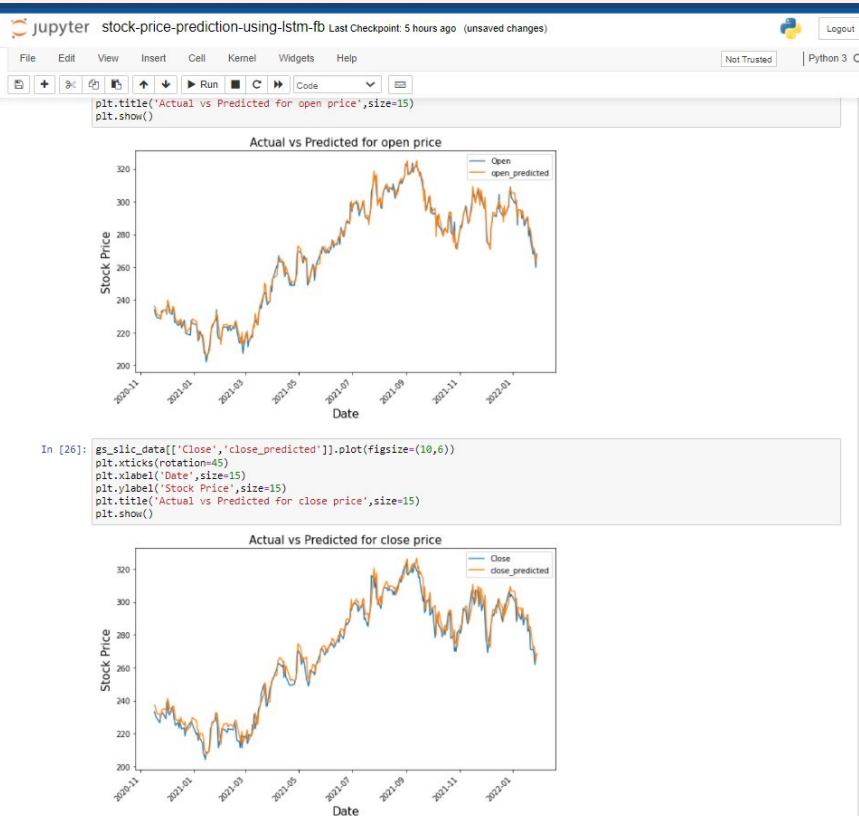 jupyter stock-price-prediction-using-lstm-fb Last Checkpoint: 5 hours ago (unsaved changes)
Logout
File Edit View Insert Cell Kernel Widgets Help
Not Trusted
Python 3
Run
Code
plt.title('Actual vs Predicted for open price',size=15)
plt.show()
Actual vs Predicted for open price
Open
open_predicted
320
300
280
260
240
220
200
Stock Price
2020-11 2021-01 2021-03 2021-05 2021-07 2021-09 2021-11 2022-01
Date
In [26]: gs_slic_data[['Close','close_predicted']].plot(figsize=(10,6))
plt.xticks(rotation=45)
plt.xlabel('Date',size=15)
plt.ylabel('Stock Price',size=15)
plt.title('Actual vs Predicted for close price',size=15)
plt.show()
Actual vs Predicted for close price
Close
close_predicted
320
300
280
260
240
220
200
Stock Price
2020-11 2021-01 2021-03 2021-05 2021-07 2021-09 2021-11 2022-01
Date